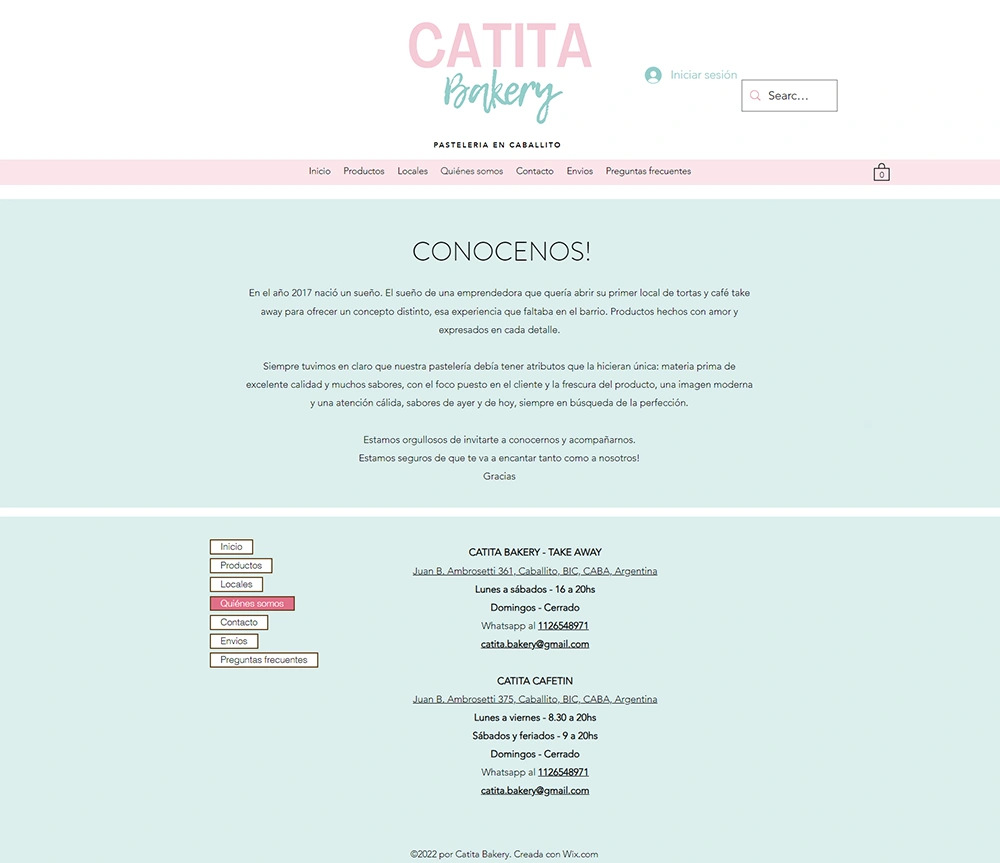 CATITA
Bakery
Iniciar sesión
Searc...
PASTELERIA EN CABALLITO
Inicio Productos Locales Quiénes somos Contacto Envios Preguntas frecuentes
0
CONOCENOS!
En el año 2017 nació un sueño. El sueño de una emprendedora que quería abrir su primer local de tortas y café take
away para ofrecer un concepto distinto, esa experiencia que faltaba en el barrio. Productos hechos con amor y
expresados en cada detalle.
Siempre tuvimos en claro que nuestra pastelería debía tener atributos que la hicieran única: materia prima de
excelente calidad y muchos sabores, con el foco puesto en el cliente y la frescura del producto, una imagen moderna
y una atención cálida, sabores de ayer y de hoy, siempre en búsqueda de la perfección.
Estamos orgullosos de invitarte a conocernos y acompañarnos.
Estamos seguros de que te va a encantar tanto como a nosotros!
Gracias
Inicio
Productos
Locales
Quiénes somos
Contacto
Envios
Preguntas frecuentes
CATITA BAKERY - TAKE AWAY
Juan B. Ambrosetti 361, Caballito, BIC, CABA, Argentina
Lunes a sábados - 16 a 20hs
Domingos - Cerrado
Whatsapp al 1126548971
catita.bakery@gmail.com
CATITA CAFETIN
Juan B. Ambrosetti 375, Caballito, BIC, CABA, Argentina
Lunes a viernes - 8.30 a 20hs
Sábados y feriados - 9 a 20hs
Domingos - Cerrado
Whatsapp al 1126548971
catita.bakery@gmail.com
©2022 por Catita Bakery. Creada con Wix.com